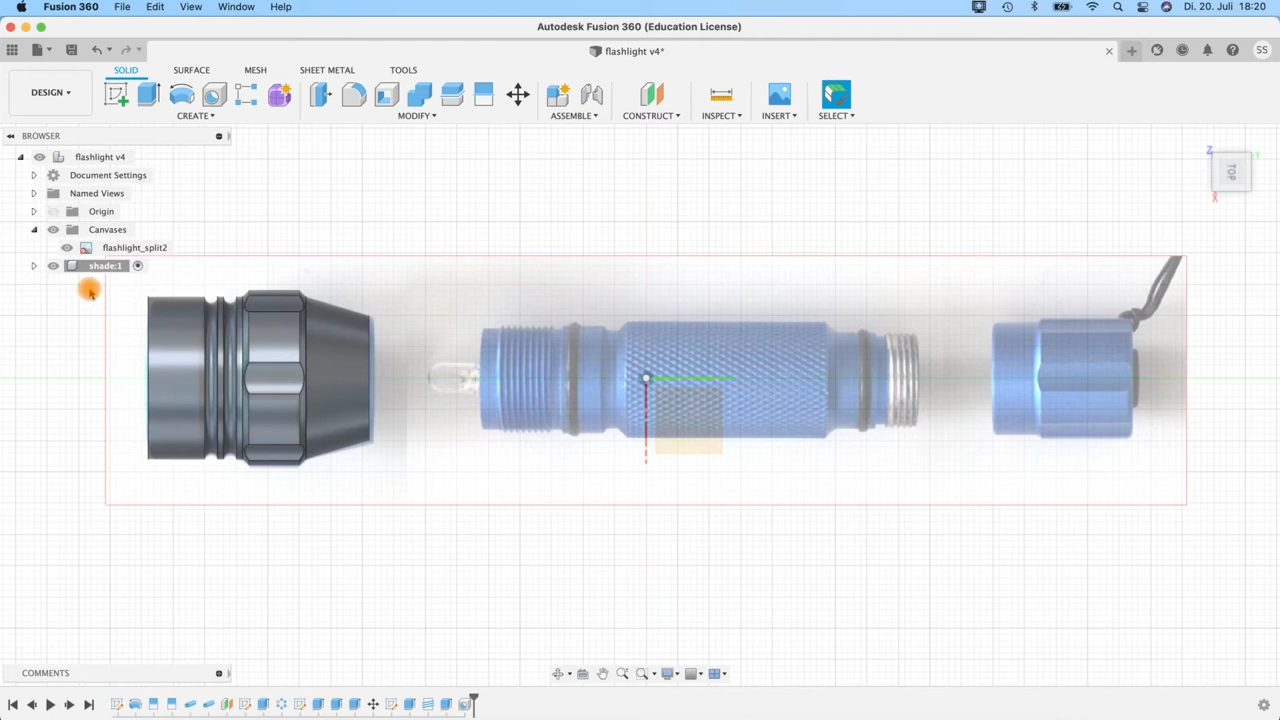 Fusion 360 File Edit View Window Help Di. 20. Juli 18:20
Autodesk Fusion 360 (Education License)
flashlight v4* SS
SOLID SURFACE MESH SHEET METAL TOOLS
DESIGN
CREATE MODIFY ASSEMBLE CONSTRUCT INSPECT INSERT SELECT
BROWSER
flashlight v4
Document Settings
Named Views
Origin
Canvases
flashlight_split2
shade:1
Z
TOP
X
COMMENTS